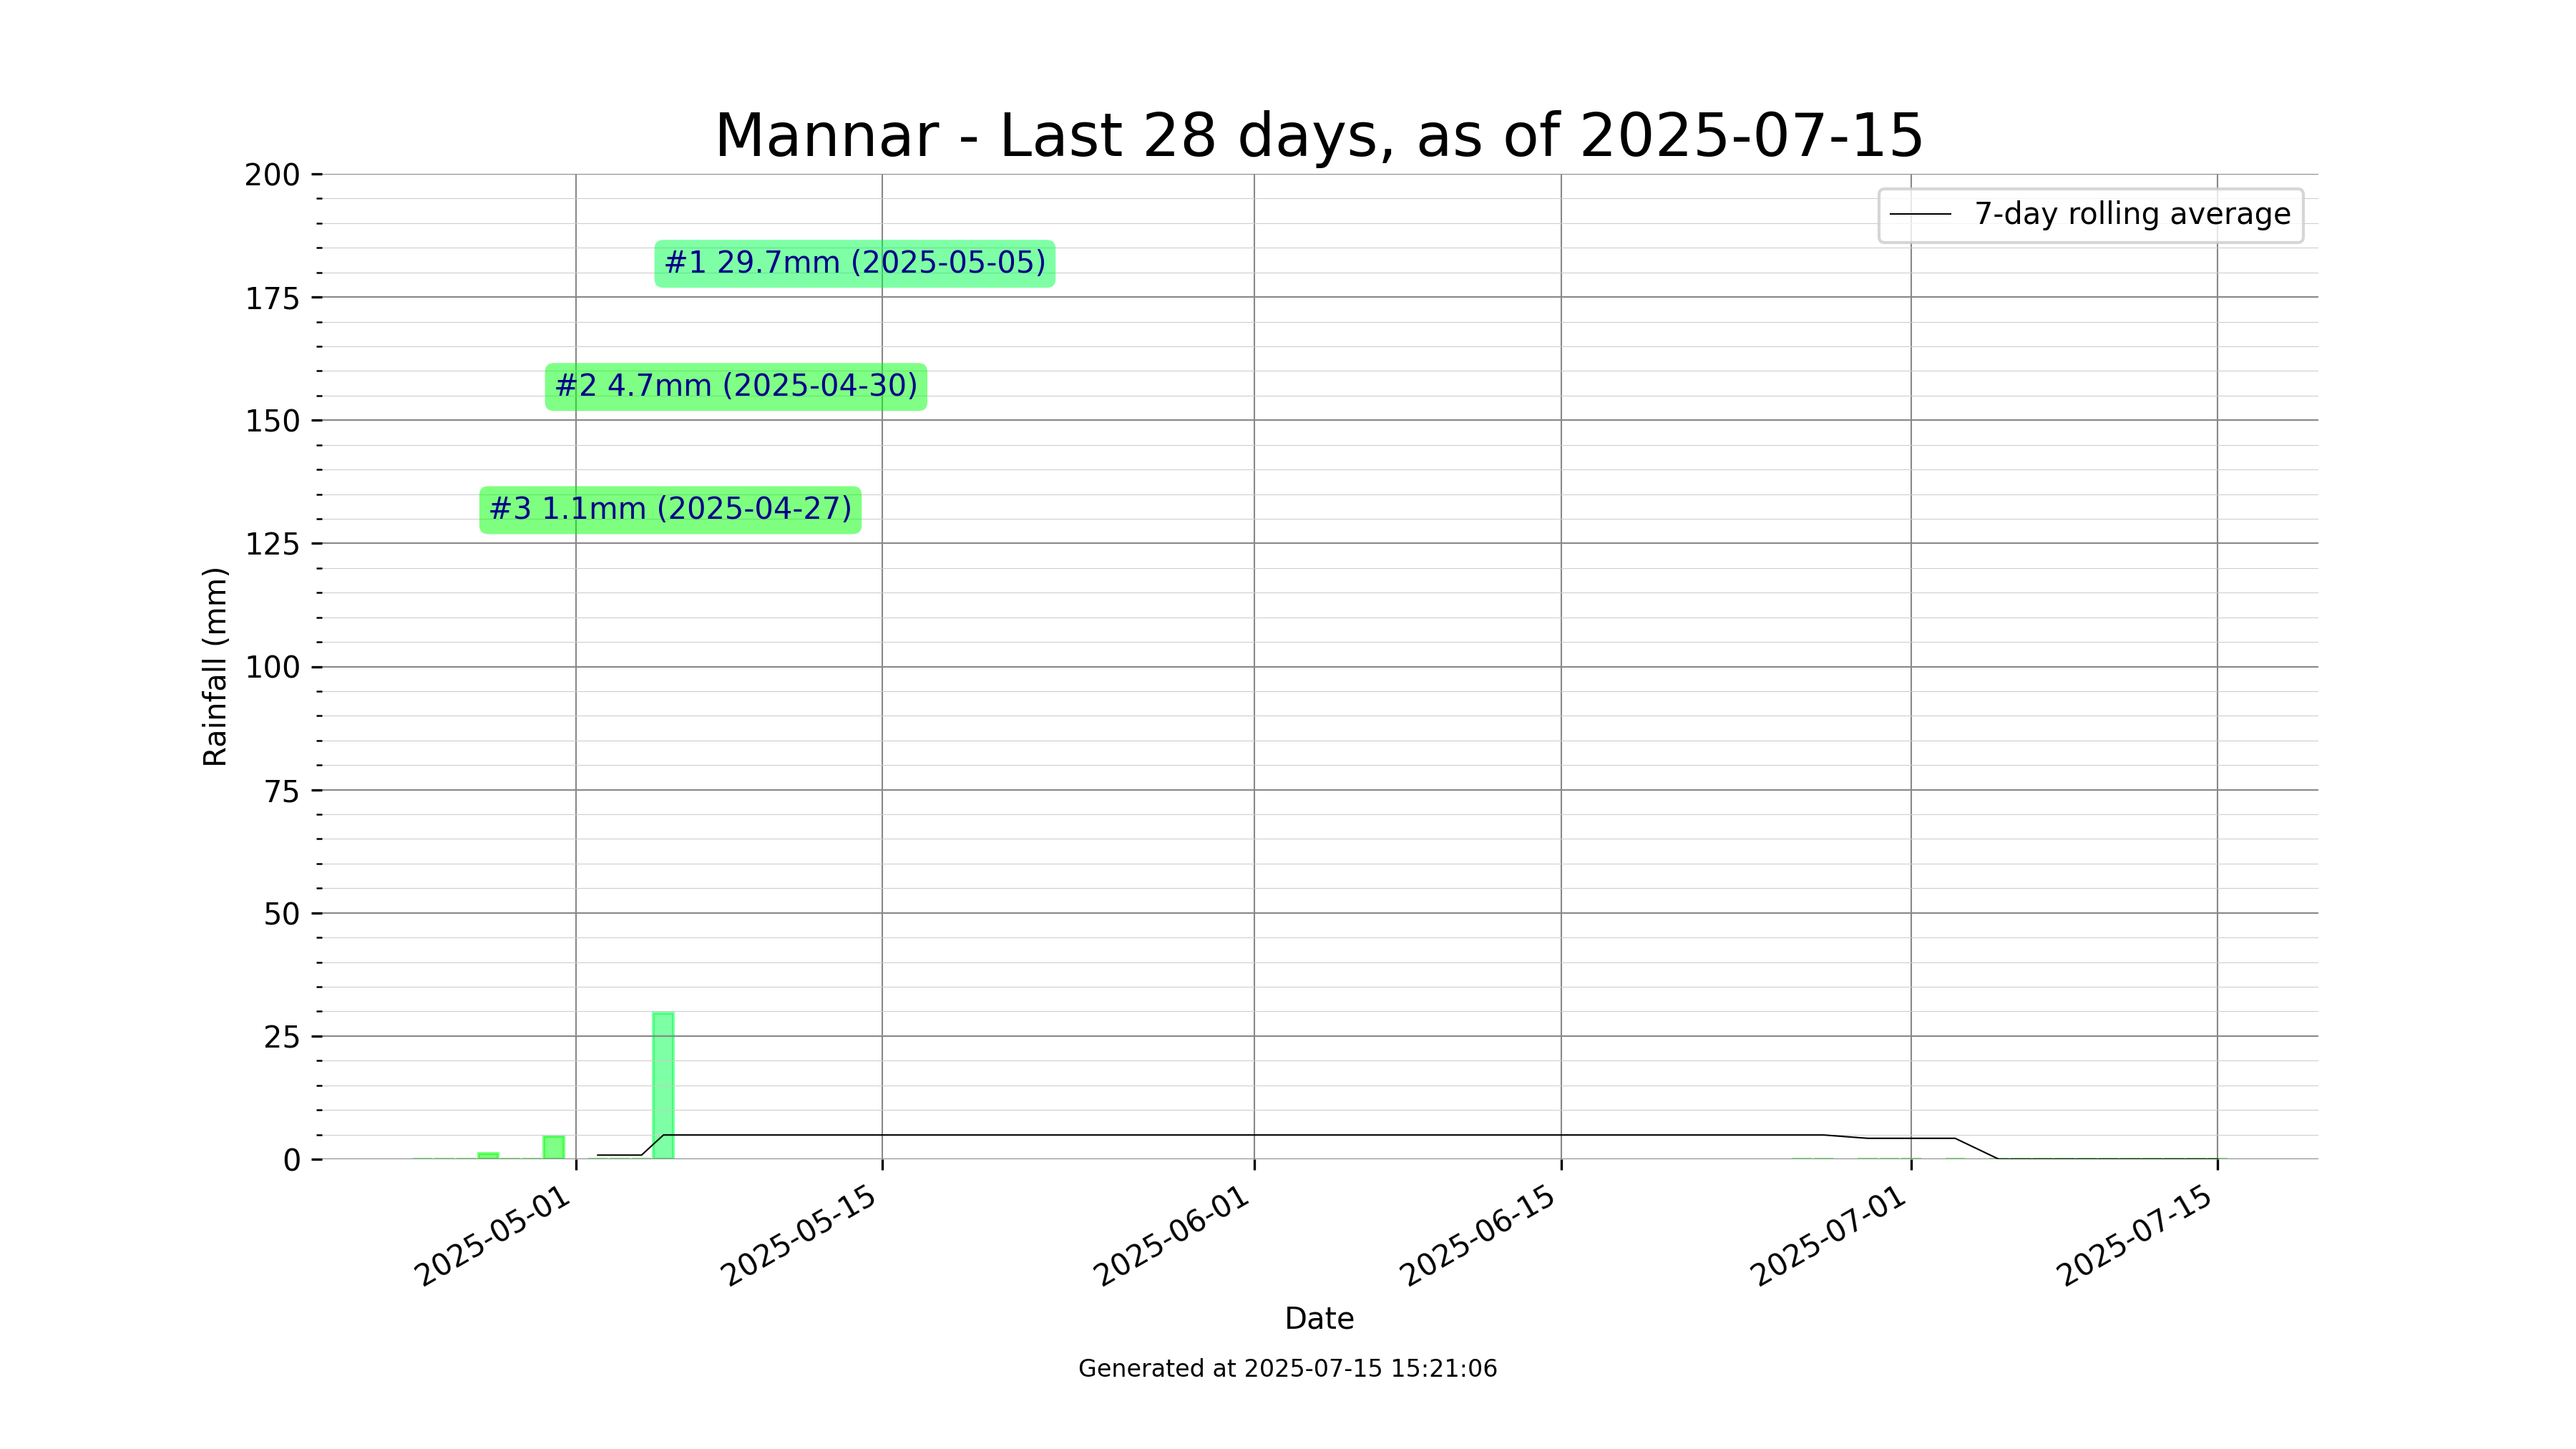 Mannar - Last 28 days, as of 2025-07-15
200
175
150
125
100
75
50
25
0
Rainfall (mm)
7-day rolling average
#1 29.7mm (2025-05-05)
#2 4.7mm (2025-04-30)
#3 1.1mm (2025-04-27)
2025-05-01
2025-05-15
2025-06-01
2025-06-15
2025-07-01
2025-07-15
Date
Generated at 2025-07-15 15:21:06